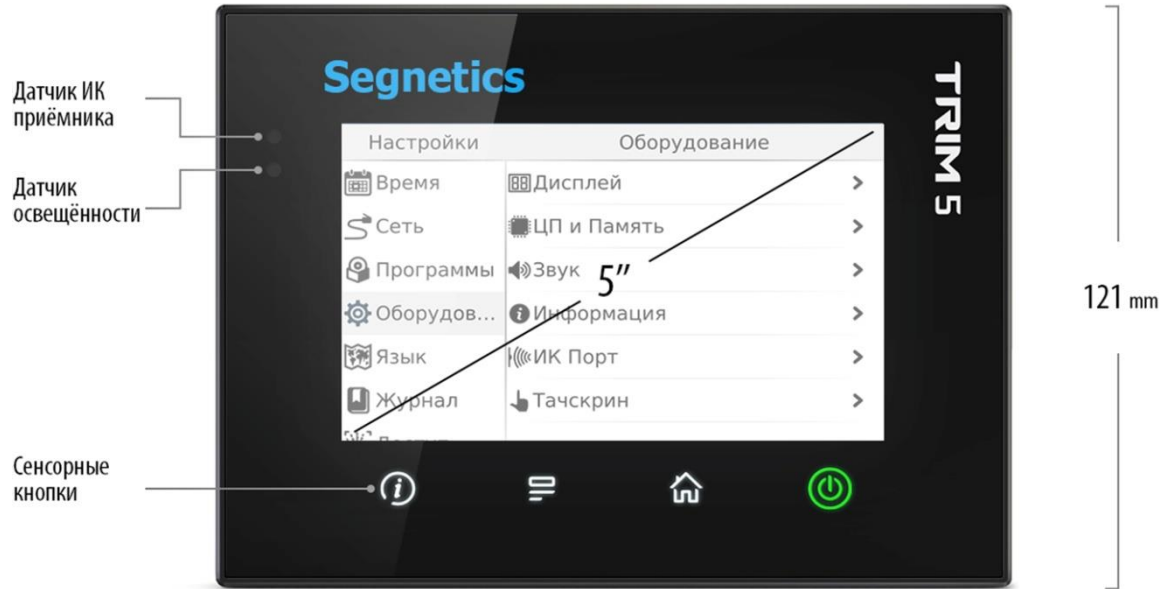 Segnetics
TRIM 5
Датчик ИК
приёмника
Датчик
освещённости
Настройки
Оборудование
Время
Сеть
Программы
Оборудов...
Язык
Журнал
Дисплей
ЦП и Память
Звук
Информация
ИК Порт
Тачскрин
5"
Сенсорные
кнопки
121 mm